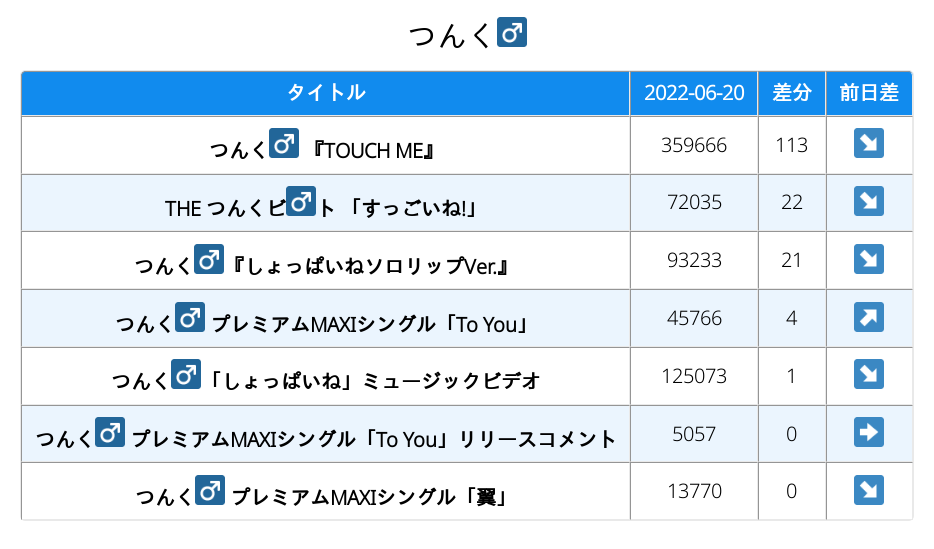 つんく♂
タイトル 2022-06-20 差分 前日差
つんく♂『TOUCH ME』 359666 113 ↘
THE つんくビ♂ト 「すっごいね!」 72035 22 ↘
つんく♂『しょっぱいねソロリップVer.』 93233 21 ↘
つんく♂ プレミアムMAXIシングル「To You」 45766 4 ↗
つんく♂「しょっぱいね」ミュージックビデオ 125073 1 ↘
つんく♂ プレミアムMAXIシングル「To You」リリースコメント 5057 0 ➡
つんく♂ プレミアムMAXIシングル「翼」 13770 0 ↘